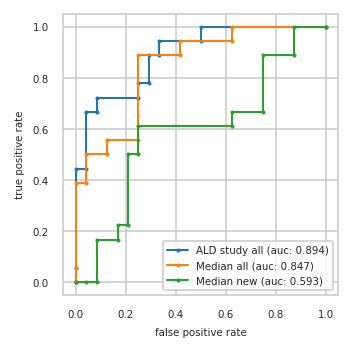 1.0
0.8
0.6
0.4
0.2
0.0
true positive rate
ALD study all (auc: 0.894)
Median all (auc: 0.847)
Median new (auc: 0.593)
0.0 0.2 0.4 0.6 0.8 1.0
false positive rate